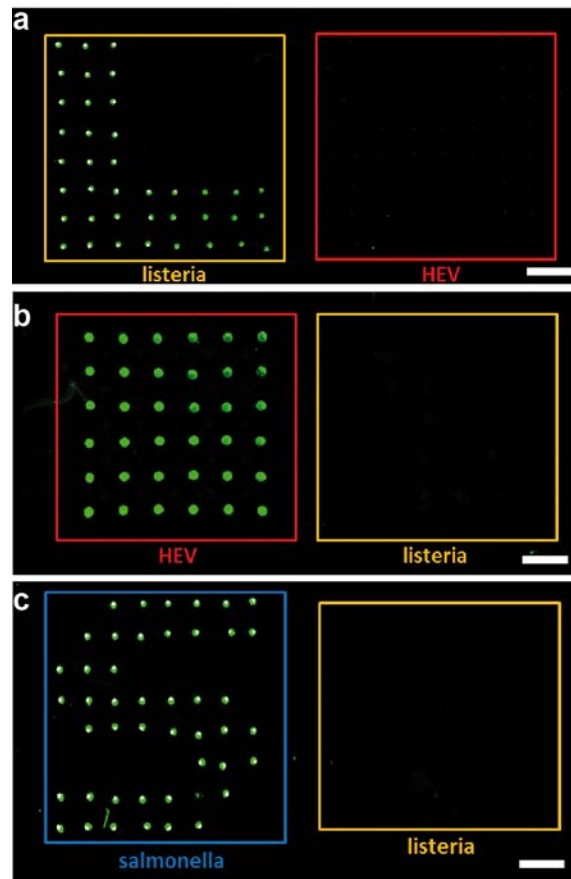 a
listeria
HEV
b
HEV
listeria
c
salmonella
listeria